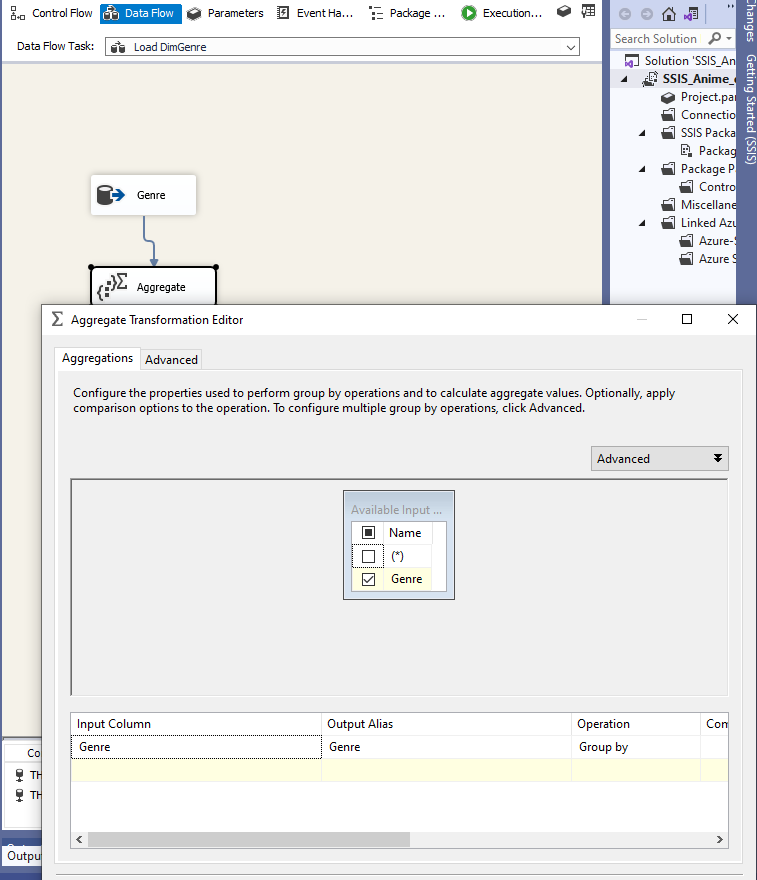 Control Flow
Data Flow
Parameters
Event Ha...
Package ...
Execution...
Data Flow Task:
Load DimGenre
Search Solution
Solution 'SSIS_An
SSIS_Anime_
Project.par
Connectio
SSIS Packa
Packag
Package P
Contro
Miscellane
Linked Azu
Azure-S
Azure S
Changes
Getting Started (SSIS)
Genre
Aggregate
Aggregate Transformation Editor
Aggregations
Advanced
Configure the properties used to perform group by operations and to calculate aggregate values. Optionally, apply
comparison options to the operation. To configure multiple group by operations, click Advanced.
Advanced
Available Input ...
Name
(*)
Genre
Input Column
Output Alias
Operation
Com
Genre
Genre
Group by
Co
TH
TH
Outpu